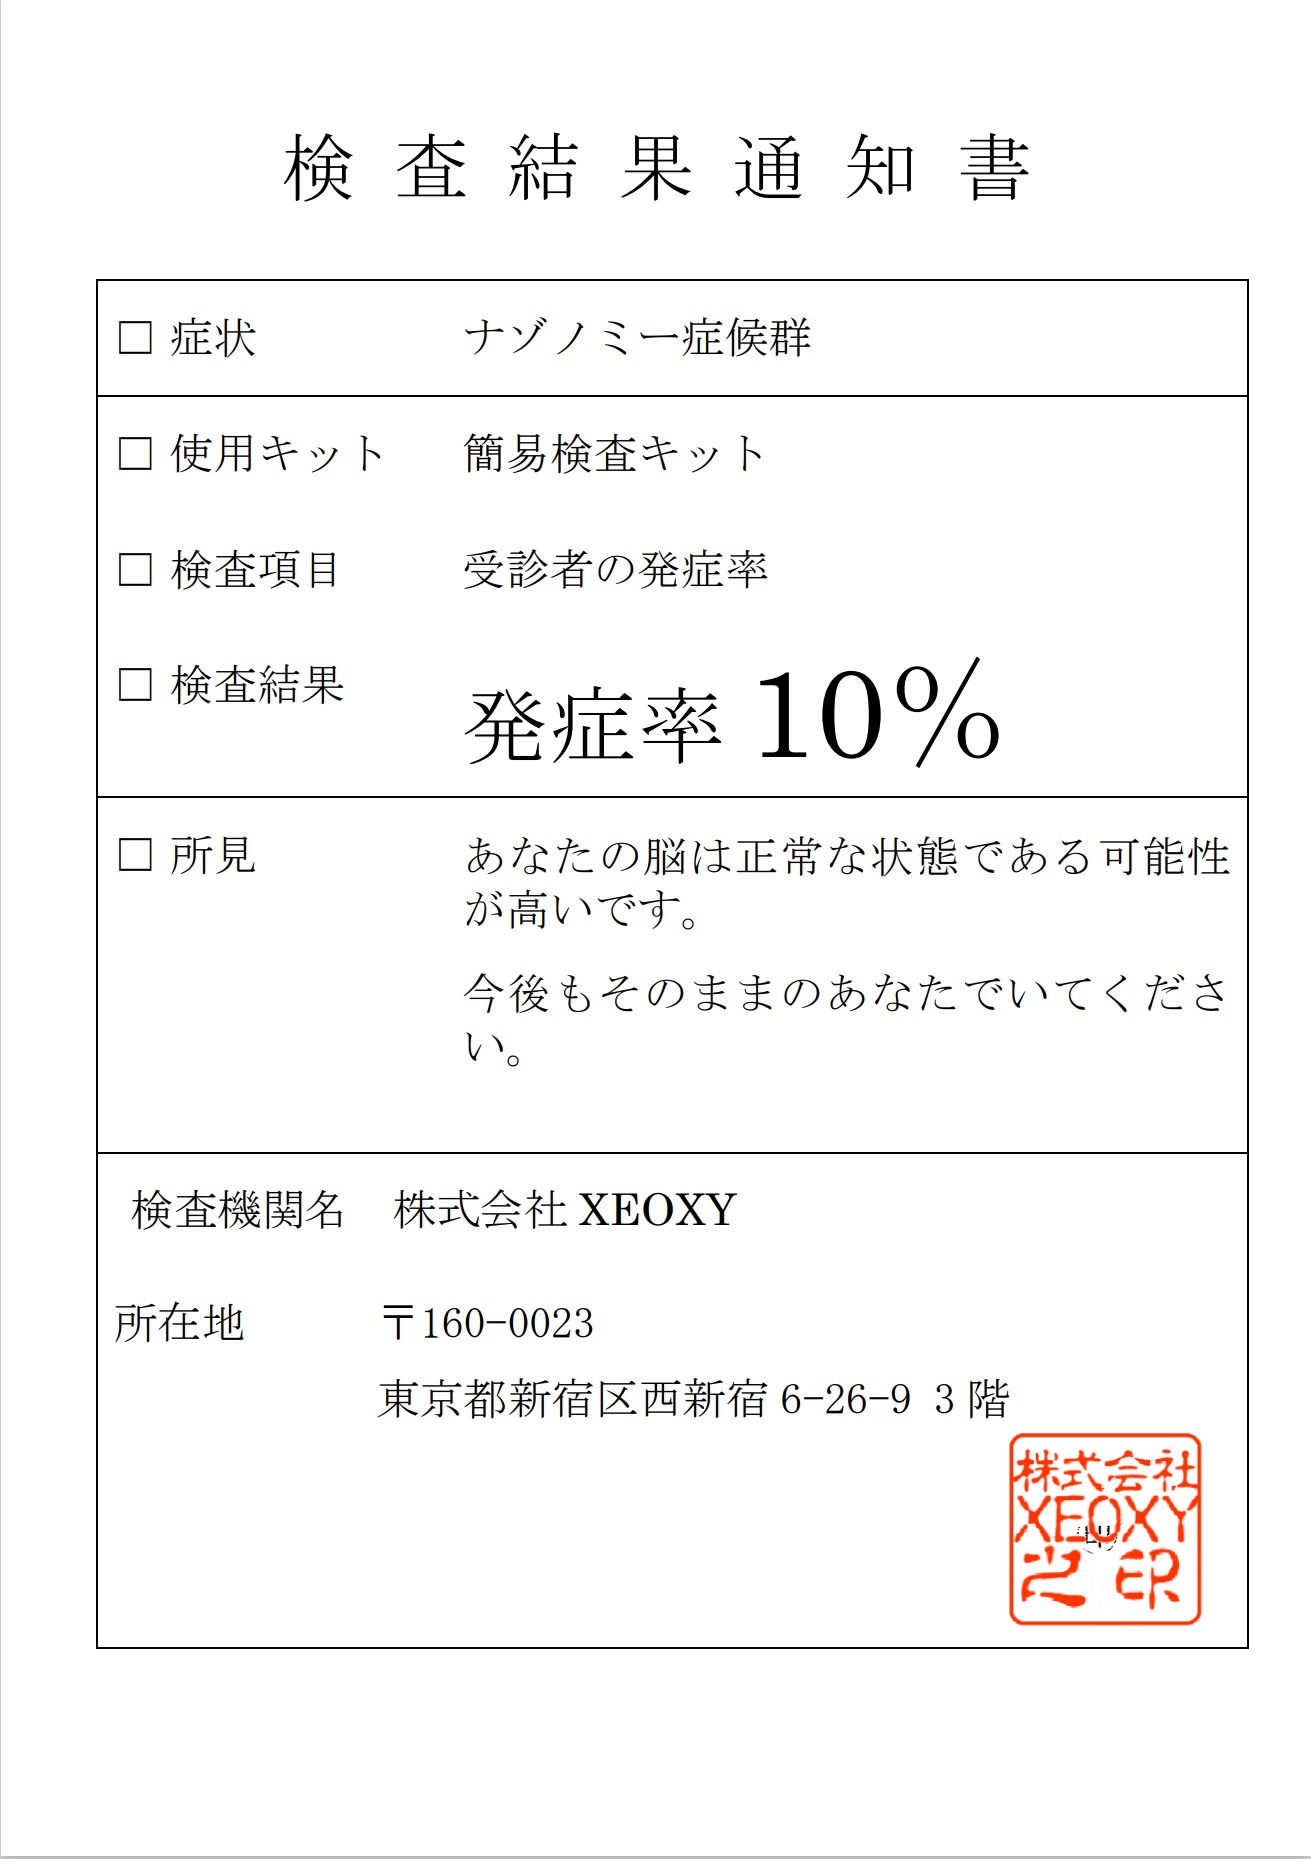 検査結果通知書
□ 症状 ナゾノミー症候群
□ 使用キット 簡易検査キット
□ 検査項目 受診者の発症率
□ 検査結果 発症率 10%
□ 所見 あなたの脳は正常な状態である可能性
が高いです。
今後もそのままのあなたでいてくださ
い。
検査機関名 株式会社 XEOXY
所在地 〒160-0023
東京都新宿区西新宿 6-26-9 3 階
株式会社
XEOXY
之印